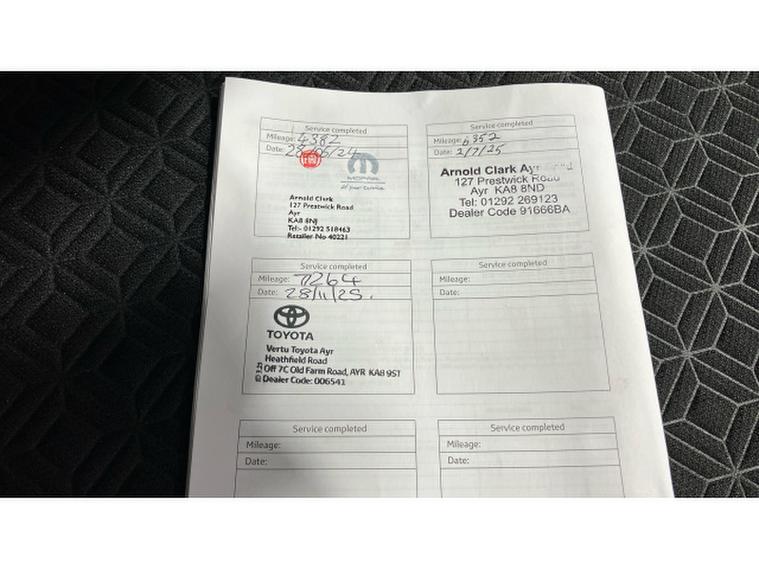 Service completed
Mileage: 4382
Date: 28/06/24
MOPAR
at your service
Arnold Clark
127 Prestwick Road
Ayr
KA8 8NJ
Tel:- 01292 518463
Retailer No 40221
Service completed
Mileage: 6352
Date: 2/7/25
Arnold Clark Ayr
127 Prestwick Road
Ayr KA8 8ND
Tel: 01292 269123
Dealer Code 91666BA
Service completed
Mileage: 7264
Date: 28/11/25.
TOYOTA
Vertu Toyota Ayr
Heathfield Road
Off 7C Old Farm Road, AYR KA8 9ST
Dealer Code: 006541
Service completed
Mileage:
Date:
Service completed
Mileage:
Date:
Service completed
Mileage:
Date: